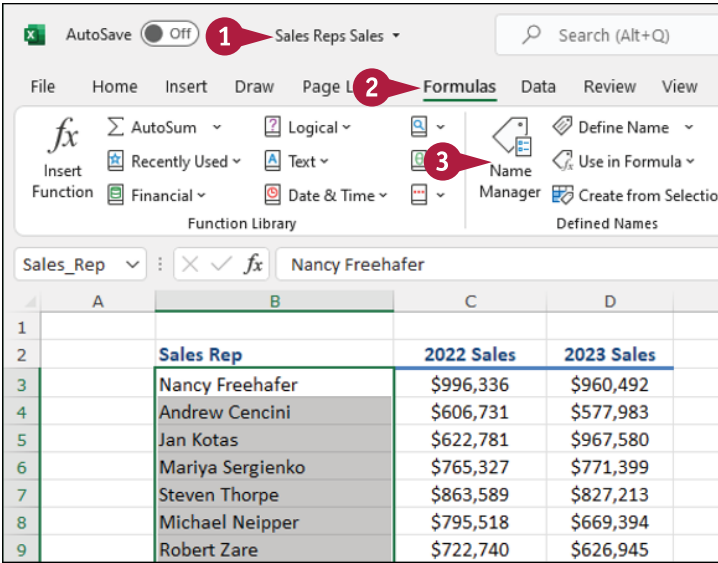 AutoSave Off 1 Sales Reps Sales Search (Alt+Q)
File Home Insert Draw Page L 2 Formulas Data Review View
fx Insert Function
AutoSum
Recently Used
Financial
Logical
Text
Date & Time
θ
Function Library
3 Name Manager
Define Name
Use in Formula
Create from Selectio
Defined Names
Sales_Rep fx Nancy Freehafer
A B C D
1
2 Sales Rep 2022 Sales 2023 Sales
3 Nancy Freehafer $996,336 $960,492
4 Andrew Cencini $606,731 $577,983
5 Jan Kotas $622,781 $967,580
6 Mariya Sergienko $765,327 $771,399
7 Steven Thorpe $863,589 $827,213
8 Michael Neipper $795,518 $669,394
9 Robert Zare $722,740 $626,945